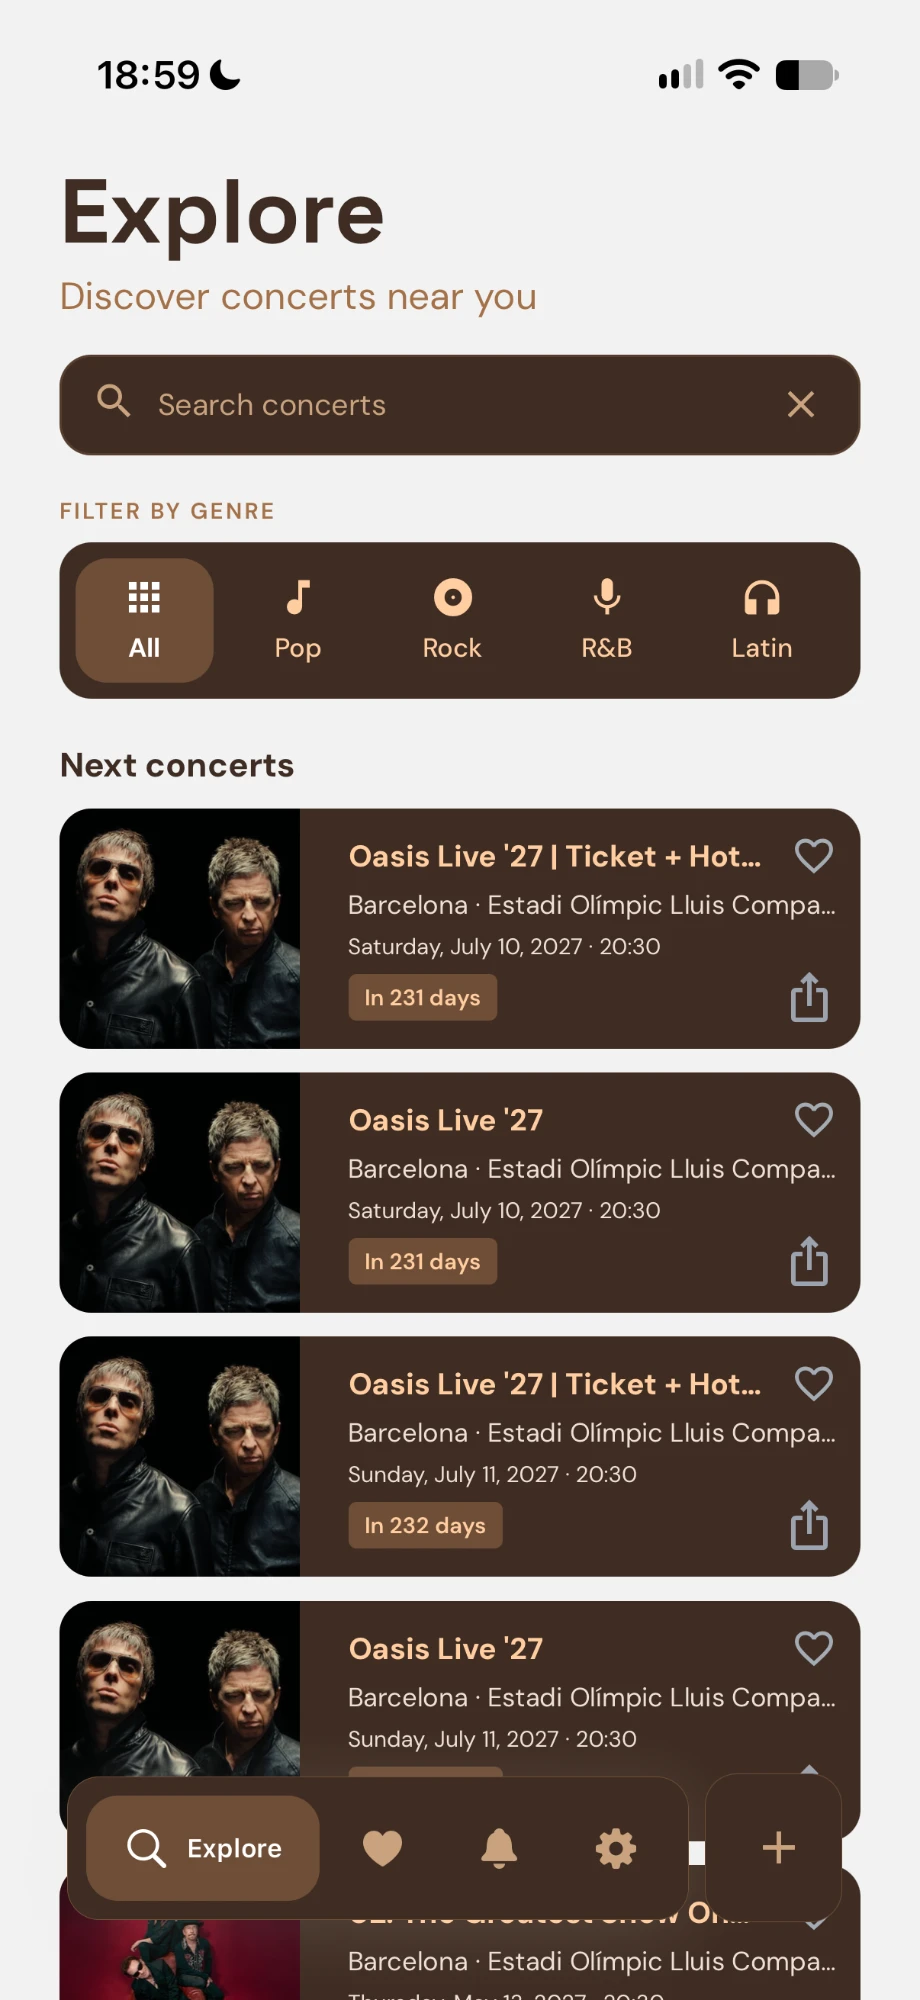 18:59
Explore
Discover concerts near you
Search concerts
FILTER BY GENRE
All
Pop
Rock
R&B
Latin
Next concerts
Oasis Live '27 | Ticket + Hot...
Barcelona · Estadi Olímpic Lluis Compa...
Saturday, July 10, 2027 · 20:30
In 231 days
Oasis Live '27
Barcelona · Estadi Olímpic Lluis Compa...
Saturday, July 10, 2027 · 20:30
In 231 days
Oasis Live '27 | Ticket + Hot...
Barcelona · Estadi Olímpic Lluis Compa...
Sunday, July 11, 2027 · 20:30
In 232 days
Oasis Live '27
Barcelona · Estadi Olímpic Lluis Compa...
Sunday, July 11, 2027 · 20:30
Explore
The Greatest Show On...
Barcelona · Estadi Olímpic Lluis Compa...